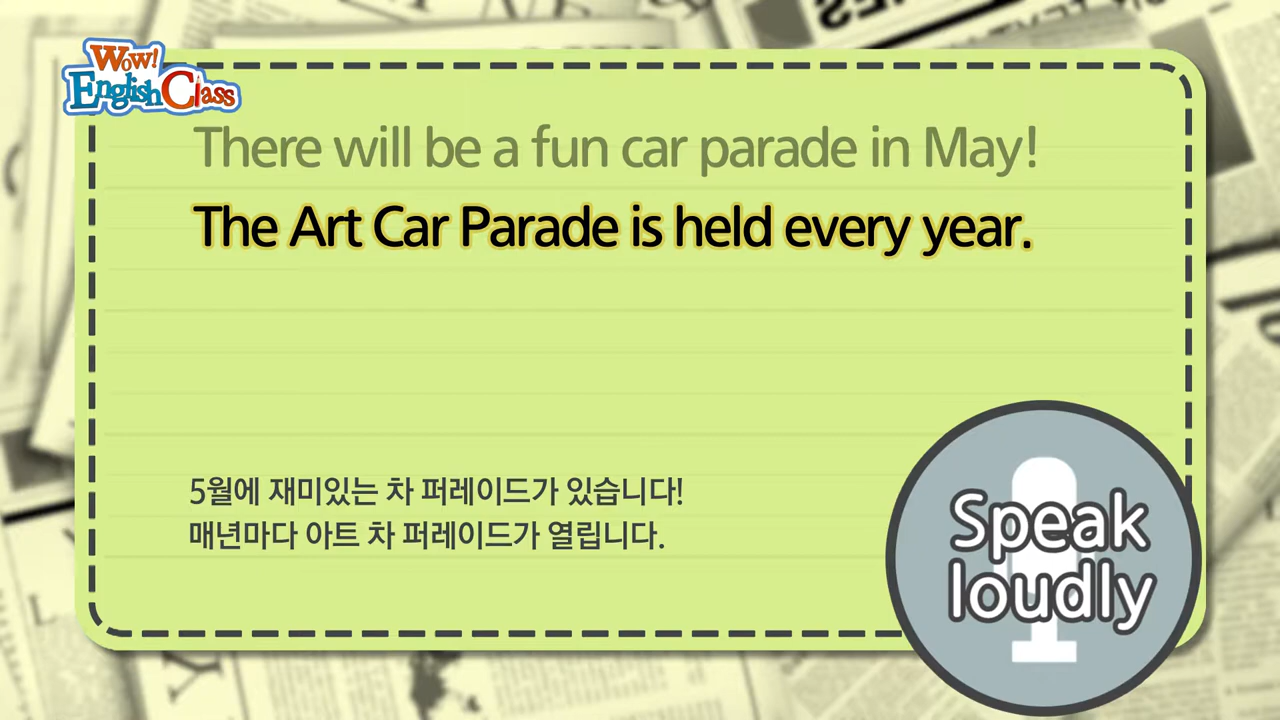 Wow!
English Class
There will be a fun car parade in May!
The Art Car Parade is held every year.
5월에 재미있는 차 퍼레이드가 있습니다!
매년마다 아트 차 퍼레이드가 열립니다.
Speak
loudly